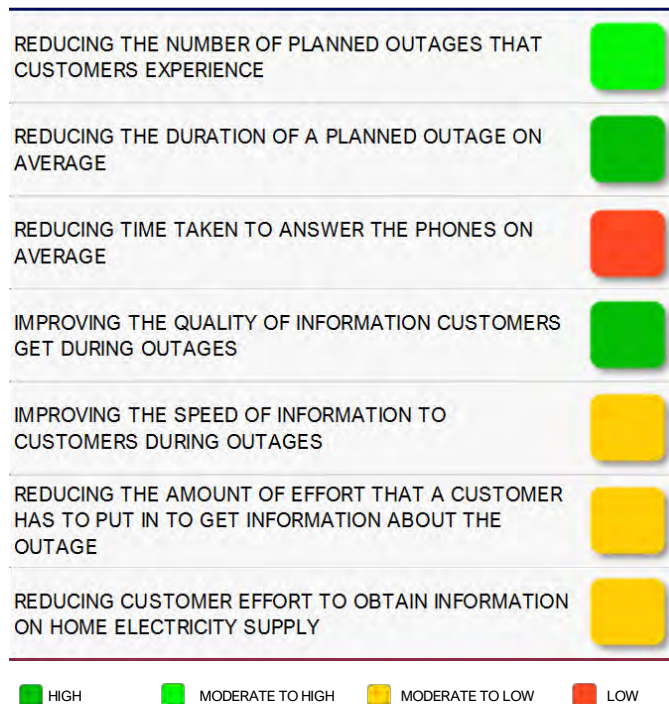 REDUCING THE NUMBER OF PLANNED OUTAGES THAT
CUSTOMERS EXPERIENCE
REDUCING THE DURATION OF A PLANNED OUTAGE ON
AVERAGE
REDUCING TIME TAKEN TO ANSWER THE PHONES ON
AVERAGE
IMPROVING THE QUALITY OF INFORMATION CUSTOMERS
GET DURING OUTAGES
IMPROVING THE SPEED OF INFORMATION TO
CUSTOMERS DURING OUTAGES
REDUCING THE AMOUNT OF EFFORT THAT A CUSTOMER
HAS TO PUT IN TO GET INFORMATION ABOUT THE
OUTAGE
REDUCING CUSTOMER EFFORT TO OBTAIN INFORMATION
ON HOME ELECTRICITY SUPPLY
HIGH MODERATE TO HIGH MODERATE TO LOW LOW